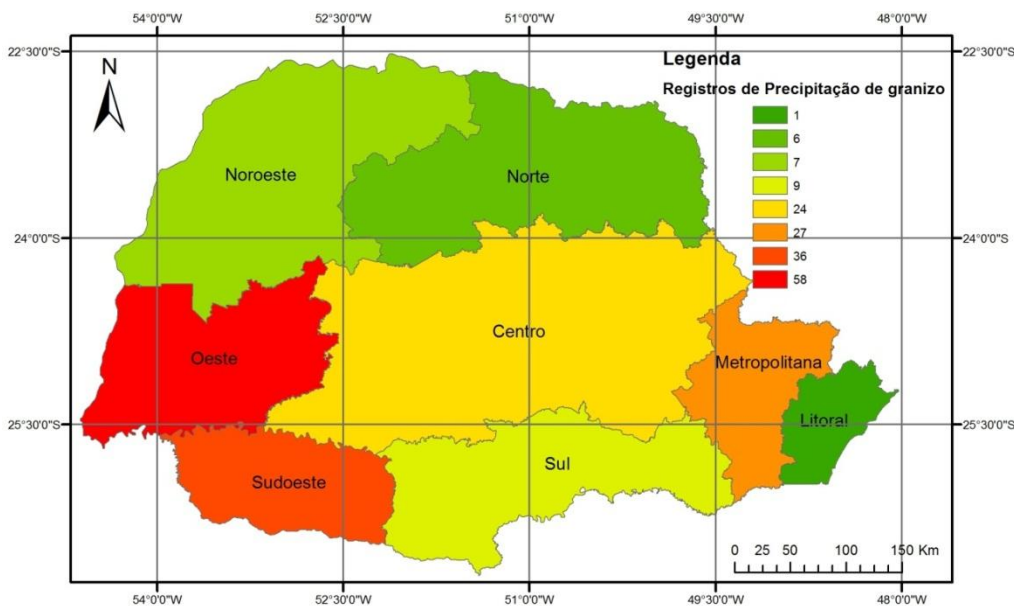 54°0'0"W 52°30'0"W 51°0'0"W 49°30'0"W 48°0'0"W
22°30'0"S 22°30'0"S
N
Legenda
Registros de Precipitação de granizo
1
6
7
9
24
27
36
58
Noroeste
Norte
24°0'0"S 24°0'0"S
Centro
Oeste
Metropolitana
Litoral
25°30'0"S 25°30'0"S
Sul
Sudoeste
0 25 50 100 150 Km
54°0'0"W 52°30'0"W 51°0'0"W 49°30'0"W 48°0'0"W